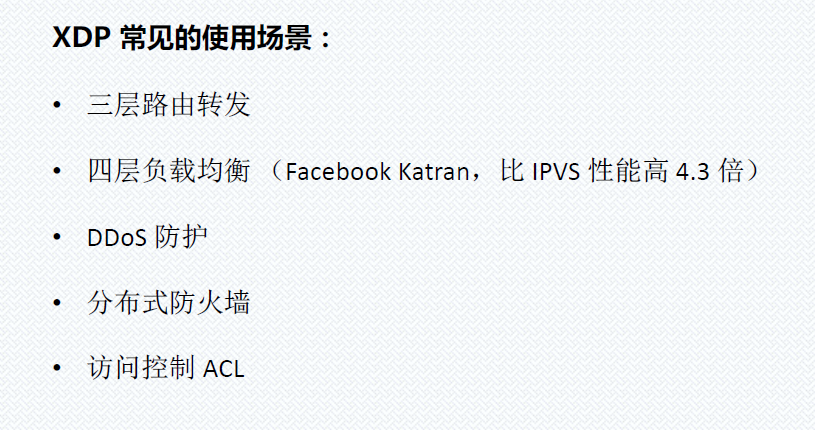 XDP 常见的使用场景：
• 三层路由转发
• 四层负载均衡（Facebook Katran，比 IPVS 性能高 4.3 倍）
• DDoS 防护
• 分布式防火墙
• 访问控制 ACL